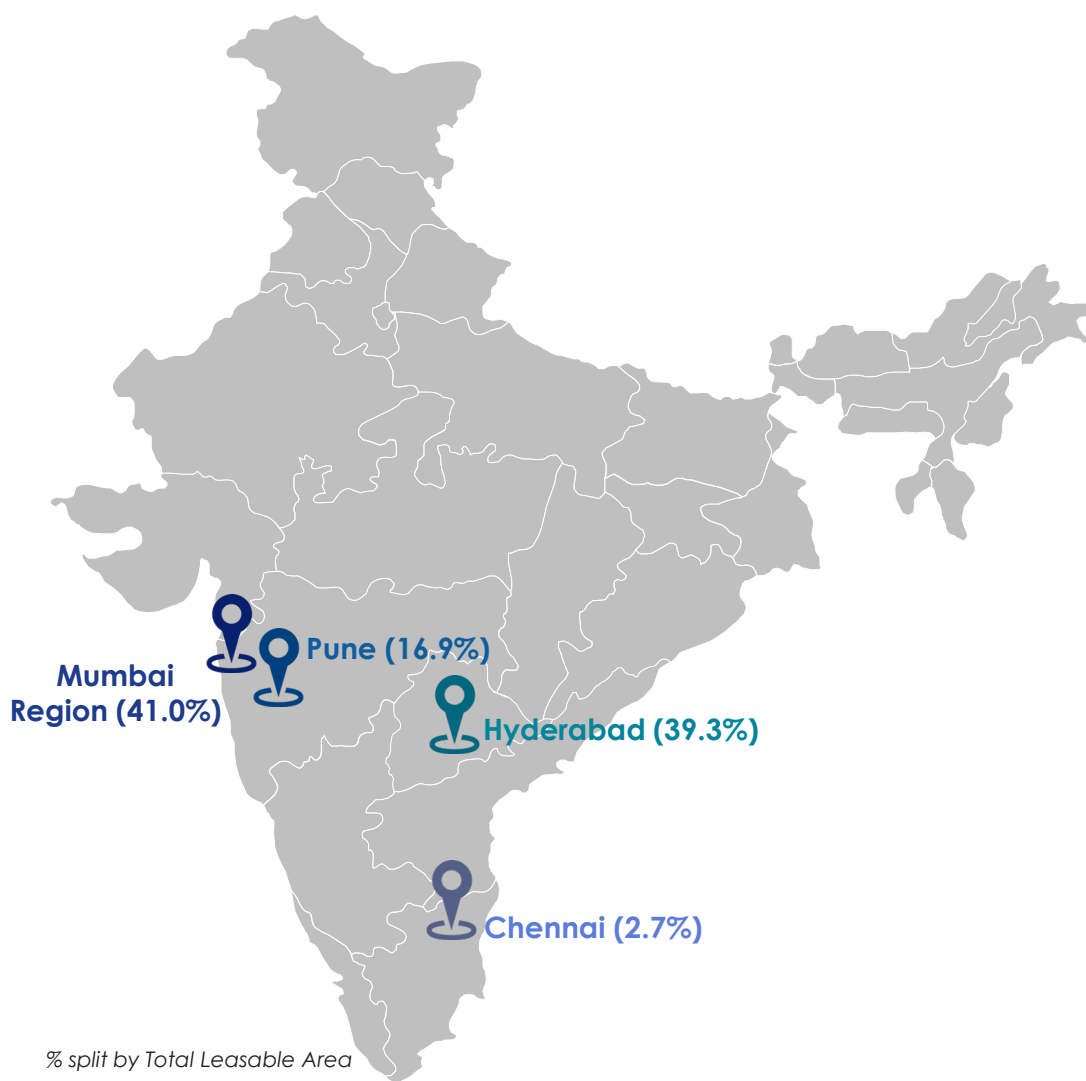 Pune (16.9%)
Mumbai
Region (41.0%)
Hyderabad (39.3%)
Chennai (2.7%)
% split by Total Leasable Area